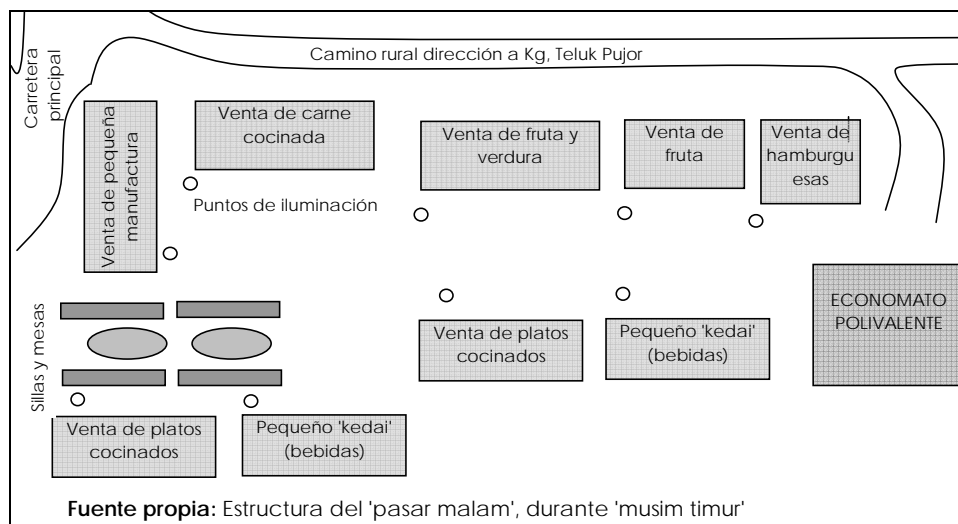 Camino rural dirección a Kg, Teluk Pujor
Carretera
principal
Venta de pequeña
manufactura
Venta de carne
cocinada
Venta de fruta y
verdura
Venta de
fruta
Venta de
hamburgu
esas
Puntos de iluminación
Sillas y mesas
Venta de platos
cocinados
Pequeño 'kedai'
(bebidas)
ECONOMATO
POLIVALENTE
Venta de platos
cocinados
Pequeño 'kedai'
(bebidas)
Fuente propia: Estructura del 'pasar malam', durante 'musim timur'